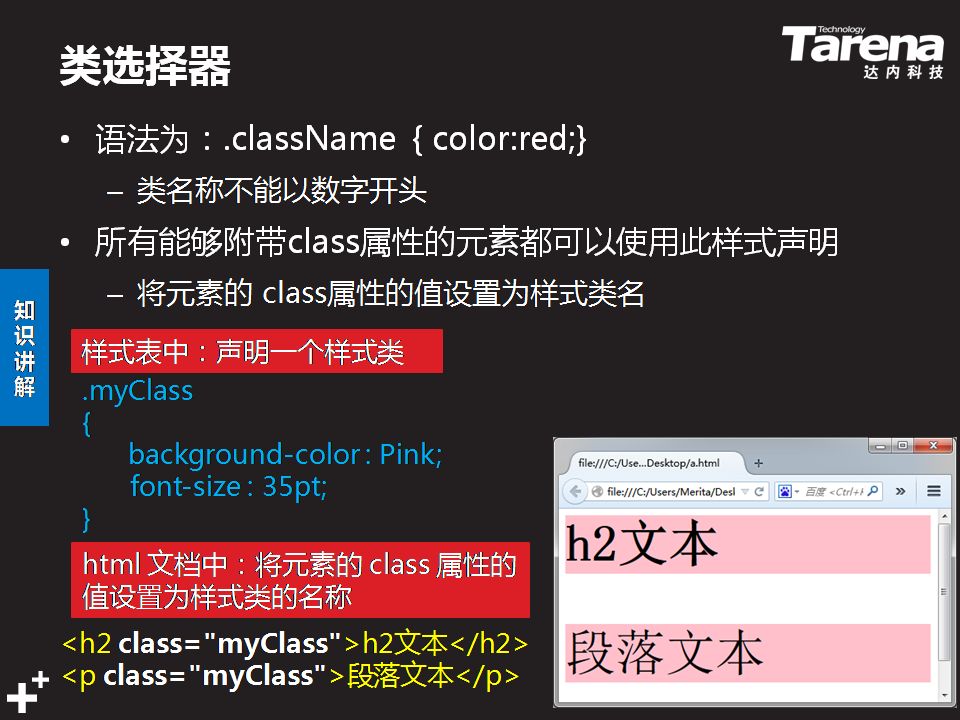 类选择器
Technology
Tarena
达内科技
• 语法为：.className { color:red;}
– 类名称不能以数字开头
• 所有能够附带class属性的元素都可以使用此样式声明
– 将元素的 class属性的值设置为样式类名
知识讲解
样式表中：声明一个样式类
.myClass
{
background-color : Pink;
font-size : 35pt;
}
html 文档中：将元素的 class 属性的
值设置为样式类的名称
<h2 class="myClass">h2文本</h2>
<p class="myClass">段落文本</p>
file:///C:/Use...Desktop/a.html
file:///C:/Users/Merita/Desl
百度 <Ctrl+K
h2文本
段落文本